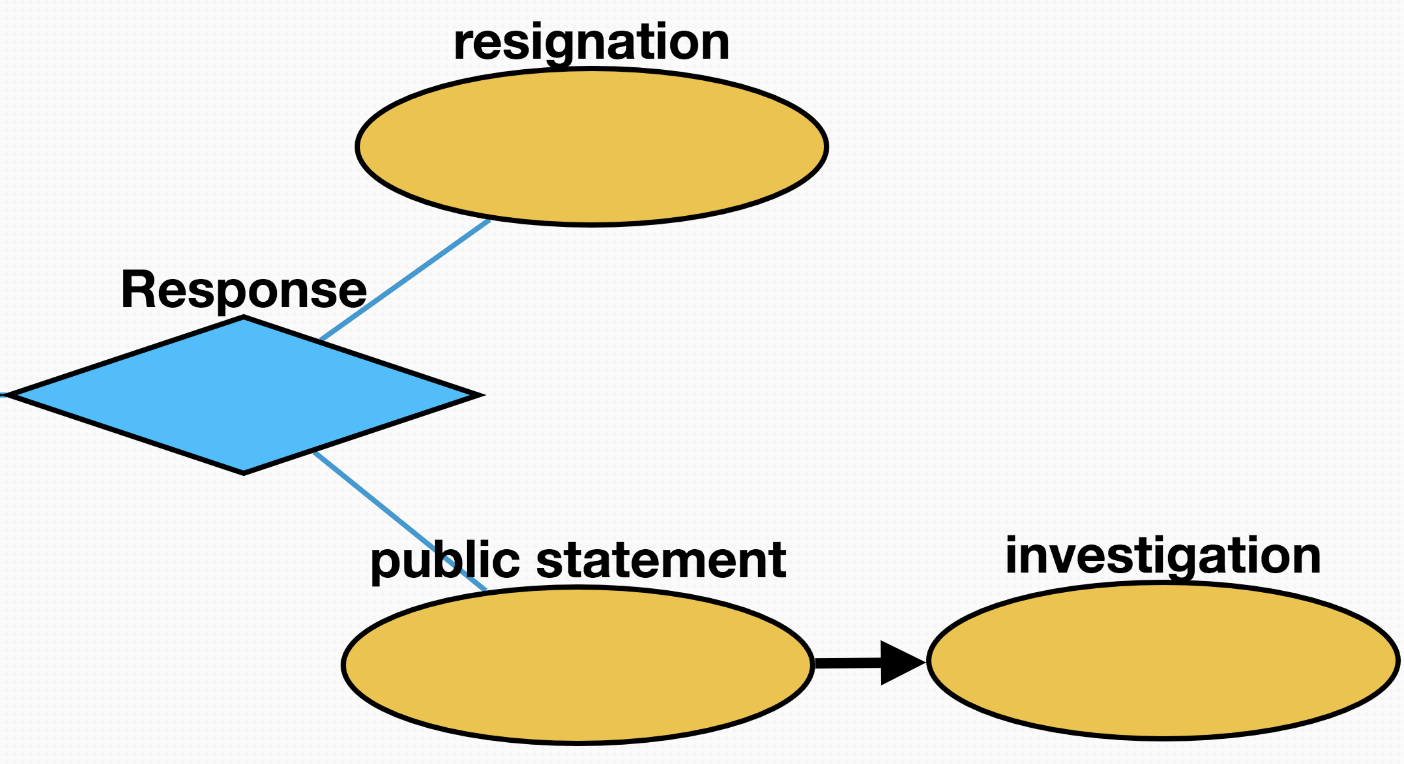 resignation
Response
public statement
investigation